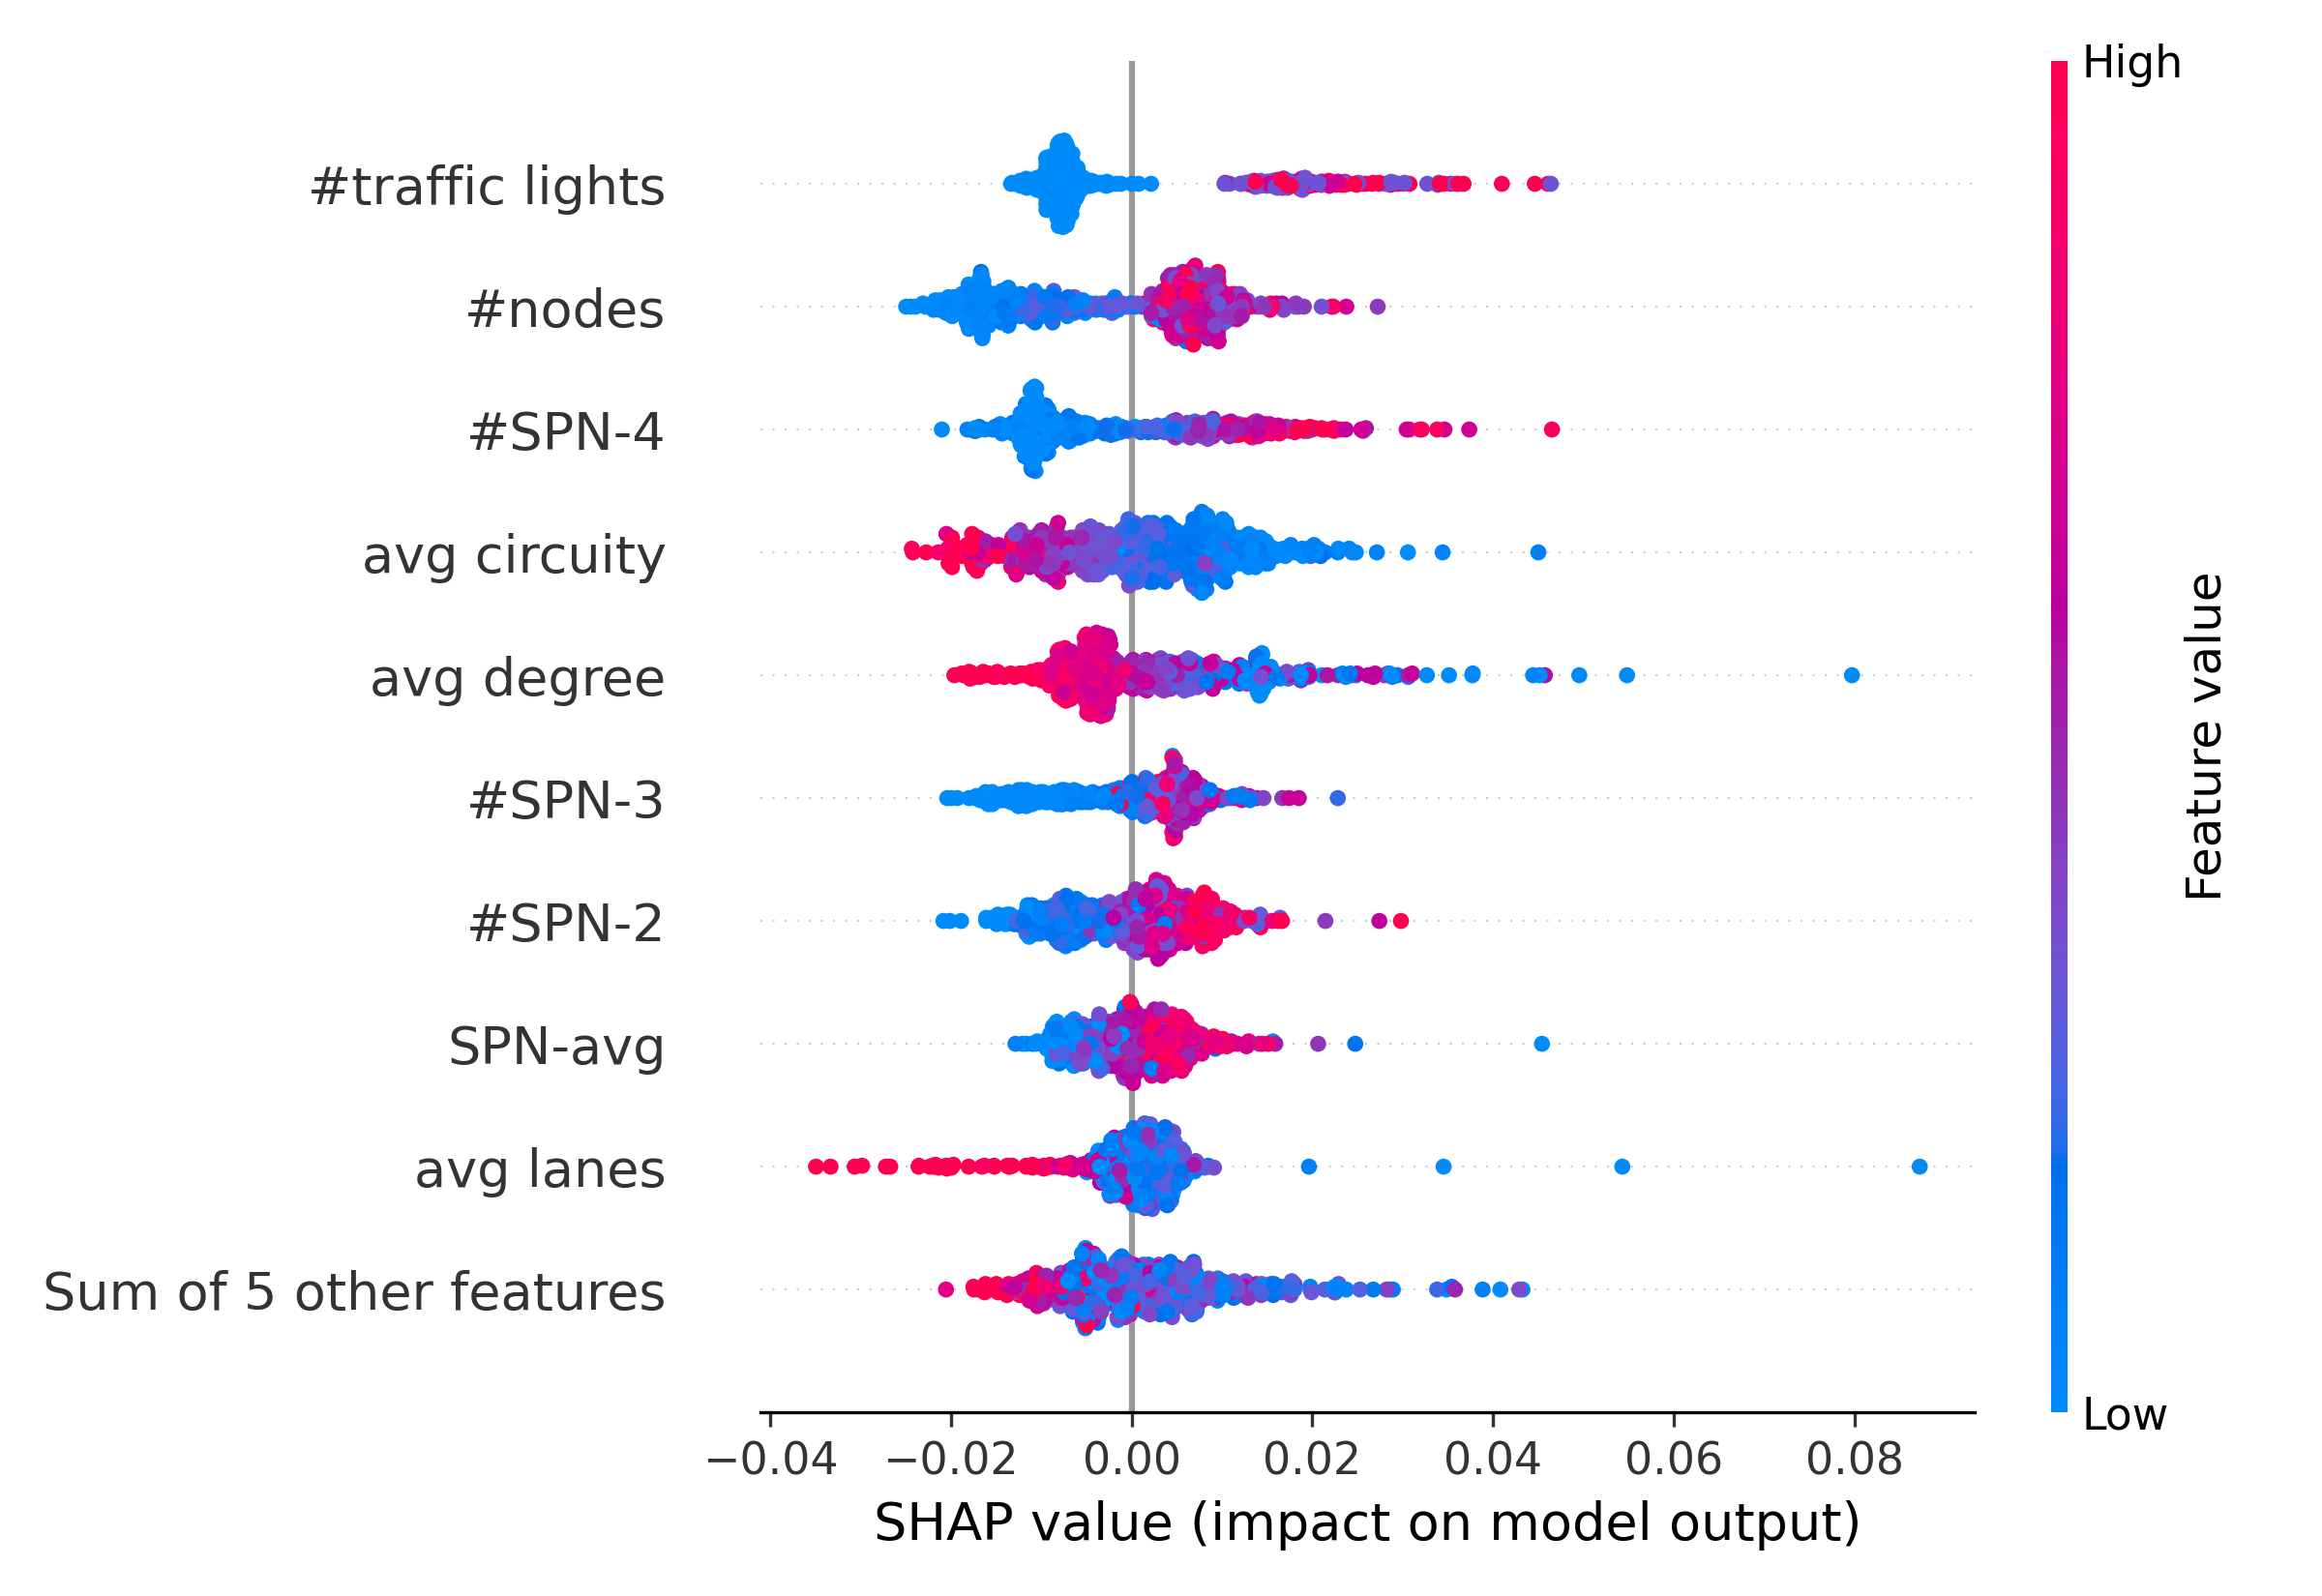 High
#traffic lights
#nodes
#SPN-4
avg circuity
avg degree
#SPN-3
#SPN-2
SPN-avg
avg lanes
Sum of 5 other features
Feature value
Low
−0.04 −0.02 0.00 0.02 0.04 0.06 0.08
SHAP value (impact on model output)